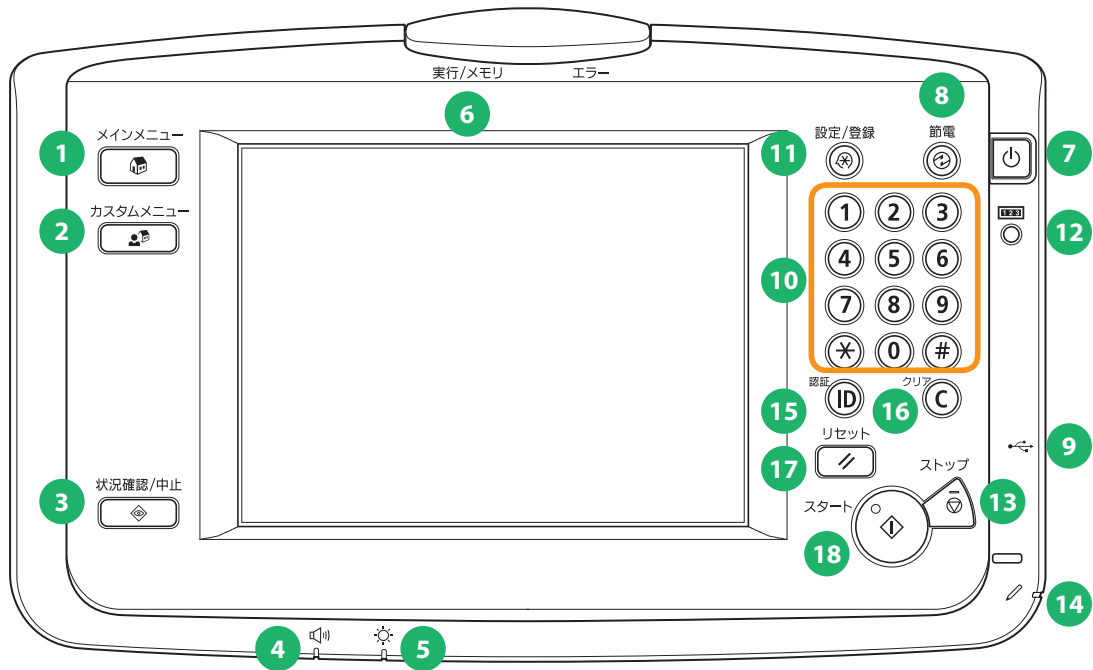 実行/メモリ エラー
6
8
メインメニュー
1
カスタムメニュー
2
設定/登録 節電
11
7
123
12
1 2 3
4 5 6
10
7 8 9
* 0 #
認証 クリア
15 ID 16 C
リセット
17
9
ストップ
13
状況確認/中止
3
スタート
18
14
4 5